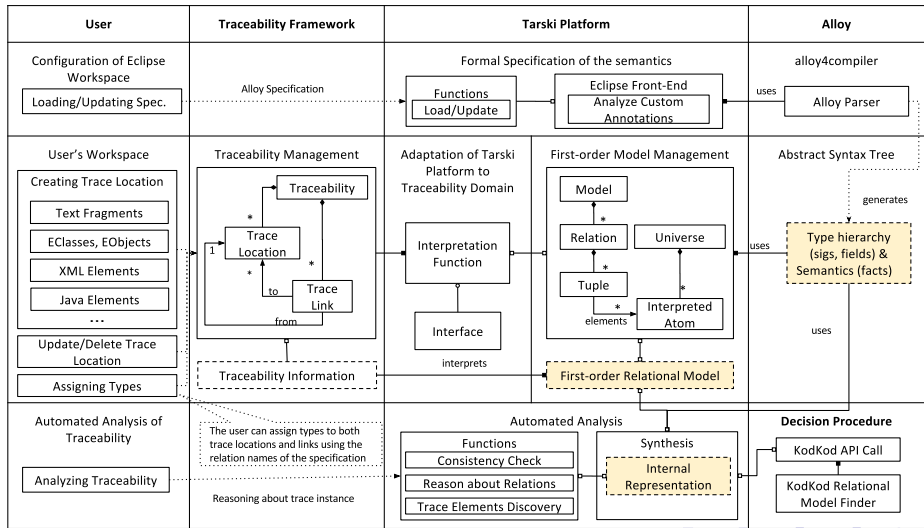 User
Traceability Framework
Tarski Platform
Alloy
Configuration of Eclipse
Workspace
Loading/Updating Spec.
Alloy Specification
Formal Specification of the semantics
Functions
Load/Update
Eclipse Front-End
Analyze Custom
Annotations
uses
alloy4compiler
Alloy Parser
User's Workspace
Creating Trace Location
Text Fragments
EClasses, EObjects
XML Elements
Java Elements
...
Update/Delete Trace
Location
Assigning Types
Traceability Management
Traceability
*
1
Trace
Location
*
*
to
Trace
Link
from
Traceability Information
Adaptation of Tarski
Platform to
Traceability Domain
Interpretation
Function
Interface
interprets
First-order Model Management
Model
*
Relation
Universe
*
Tuple
*
*
elements
Interpreted
Atom
First-order Relational Model
uses
Abstract Syntax Tree
generates
Type hierarchy
(sigs, fields) &
Semantics (facts)
uses
Automated Analysis of
Traceability
Analyzing Traceability
The user can assign types to both
trace locations and links using the
relation names of the specification
Reasoning about trace instance
Automated Analysis
Functions
Consistency Check
Reason about Relations
Trace Elements Discovery
Synthesis
Internal
Representation
Decision Procedure
KodKod API Call
KodKod Relational
Model Finder